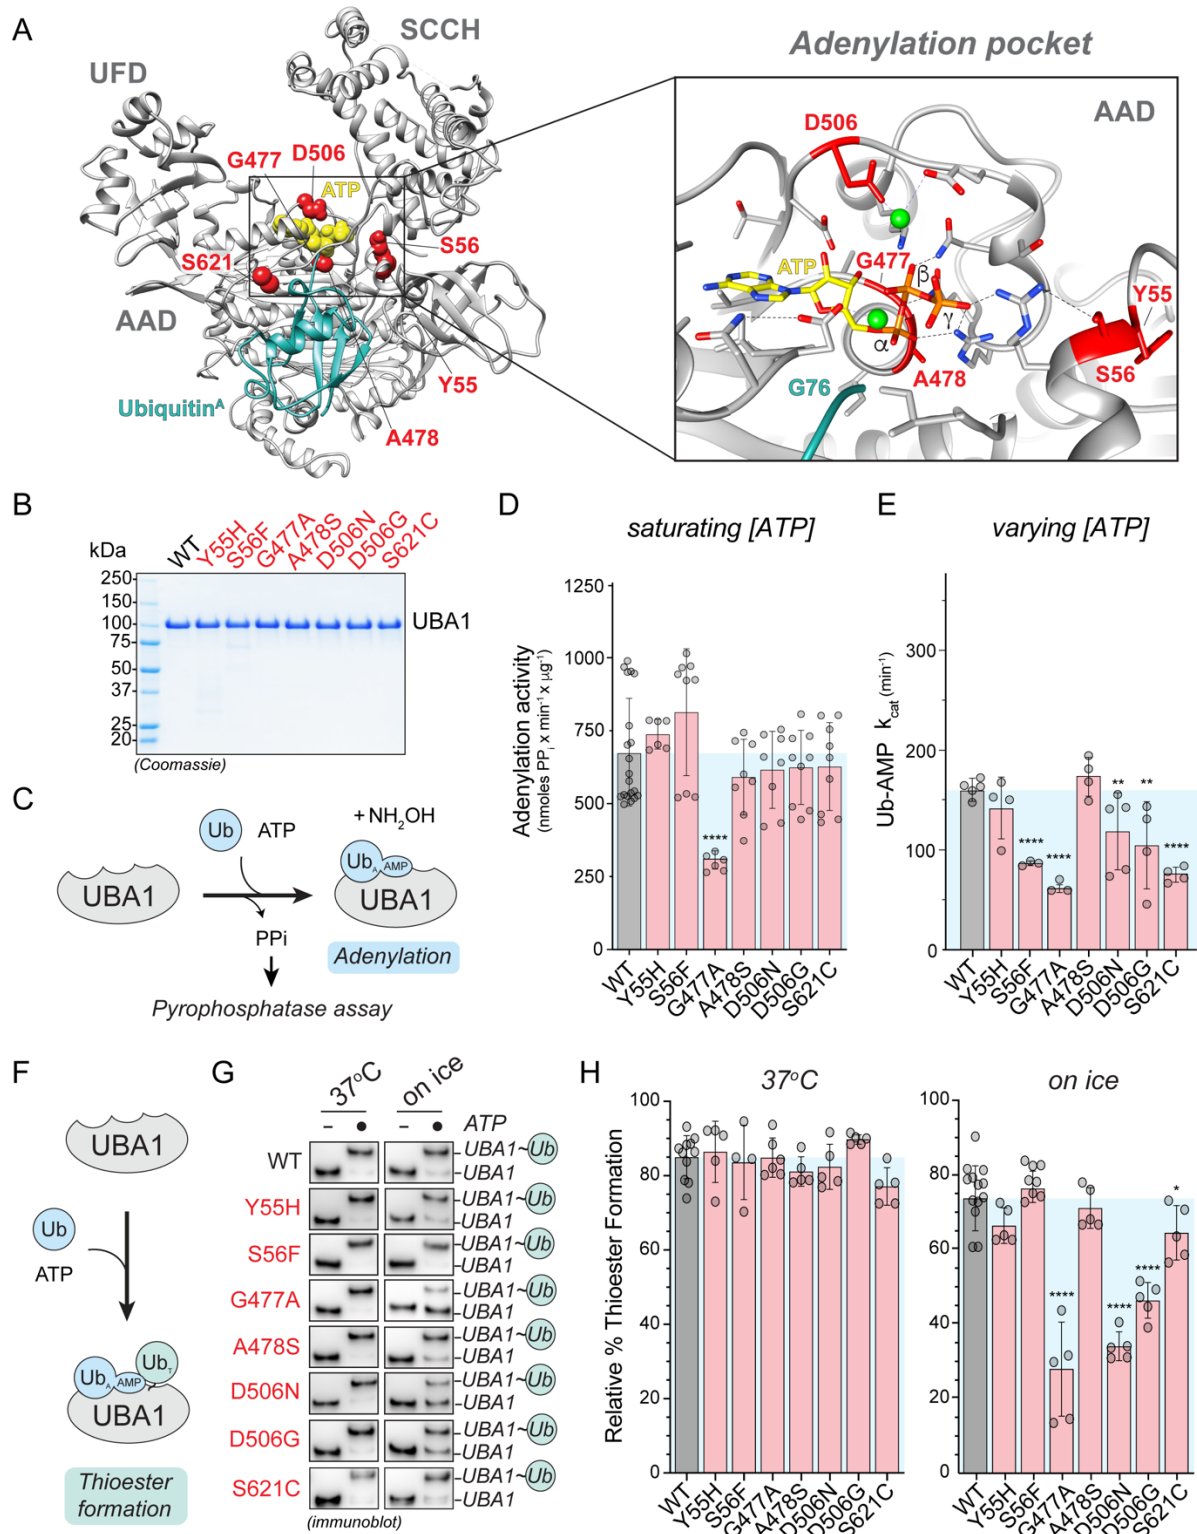 A
SCCH
UFD
D506
G477
ATP
S56
S621
AAD
Y55
Ubiquitinᴬ
A478
Adenylation pocket
AAD
D506
G477
ATP
β
γ
α
Y55
S56
A478
G76
B
kDa
WT
Y55H
S56F
G477A
A478S
D506N
D506G
S621C
250
150
100
75
50
37
25
20
UBA1
(Coomassie)
C
Ub
ATP
+ NH₂OH
UBA1
Ub_A
AMP
UBA1
PPi
Adenylation
Pyrophosphatase assay
D
saturating [ATP]
Adenylation activity
(nmoles PPᵢ x min⁻¹ x µg⁻¹)
1250
1000
750
500
250
0
****
WT
Y55H
S56F
G477A
A478S
D506N
D506G
S621C
E
varying [ATP]
Ub-AMP k_cat (min⁻¹)
300
200
100
0
****
****
**
**
****
WT
Y55H
S56F
G477A
A478S
D506N
D506G
S621C
F
UBA1
Ub
ATP
Ub_A
AMP
Ub_T
UBA1
Thioester
formation
G
37ºC
on ice
– • – • ATP
WT
UBA1~Ub
UBA1
Y55H
UBA1~Ub
UBA1
S56F
UBA1~Ub
UBA1
G477A
UBA1~Ub
UBA1
A478S
UBA1~Ub
UBA1
D506N
UBA1~Ub
UBA1
D506G
UBA1~Ub
UBA1
S621C
UBA1~Ub
UBA1
(immunoblot)
H
37ºC
Relative % Thioester Formation
100
80
60
40
20
0
WT
Y55H
S56F
G477A
A478S
D506N
D506G
S621C
on ice
100
80
60
40
20
0
****
****
****
*
WT
Y55H
S56F
G477A
A478S
D506N
D506G
S621C